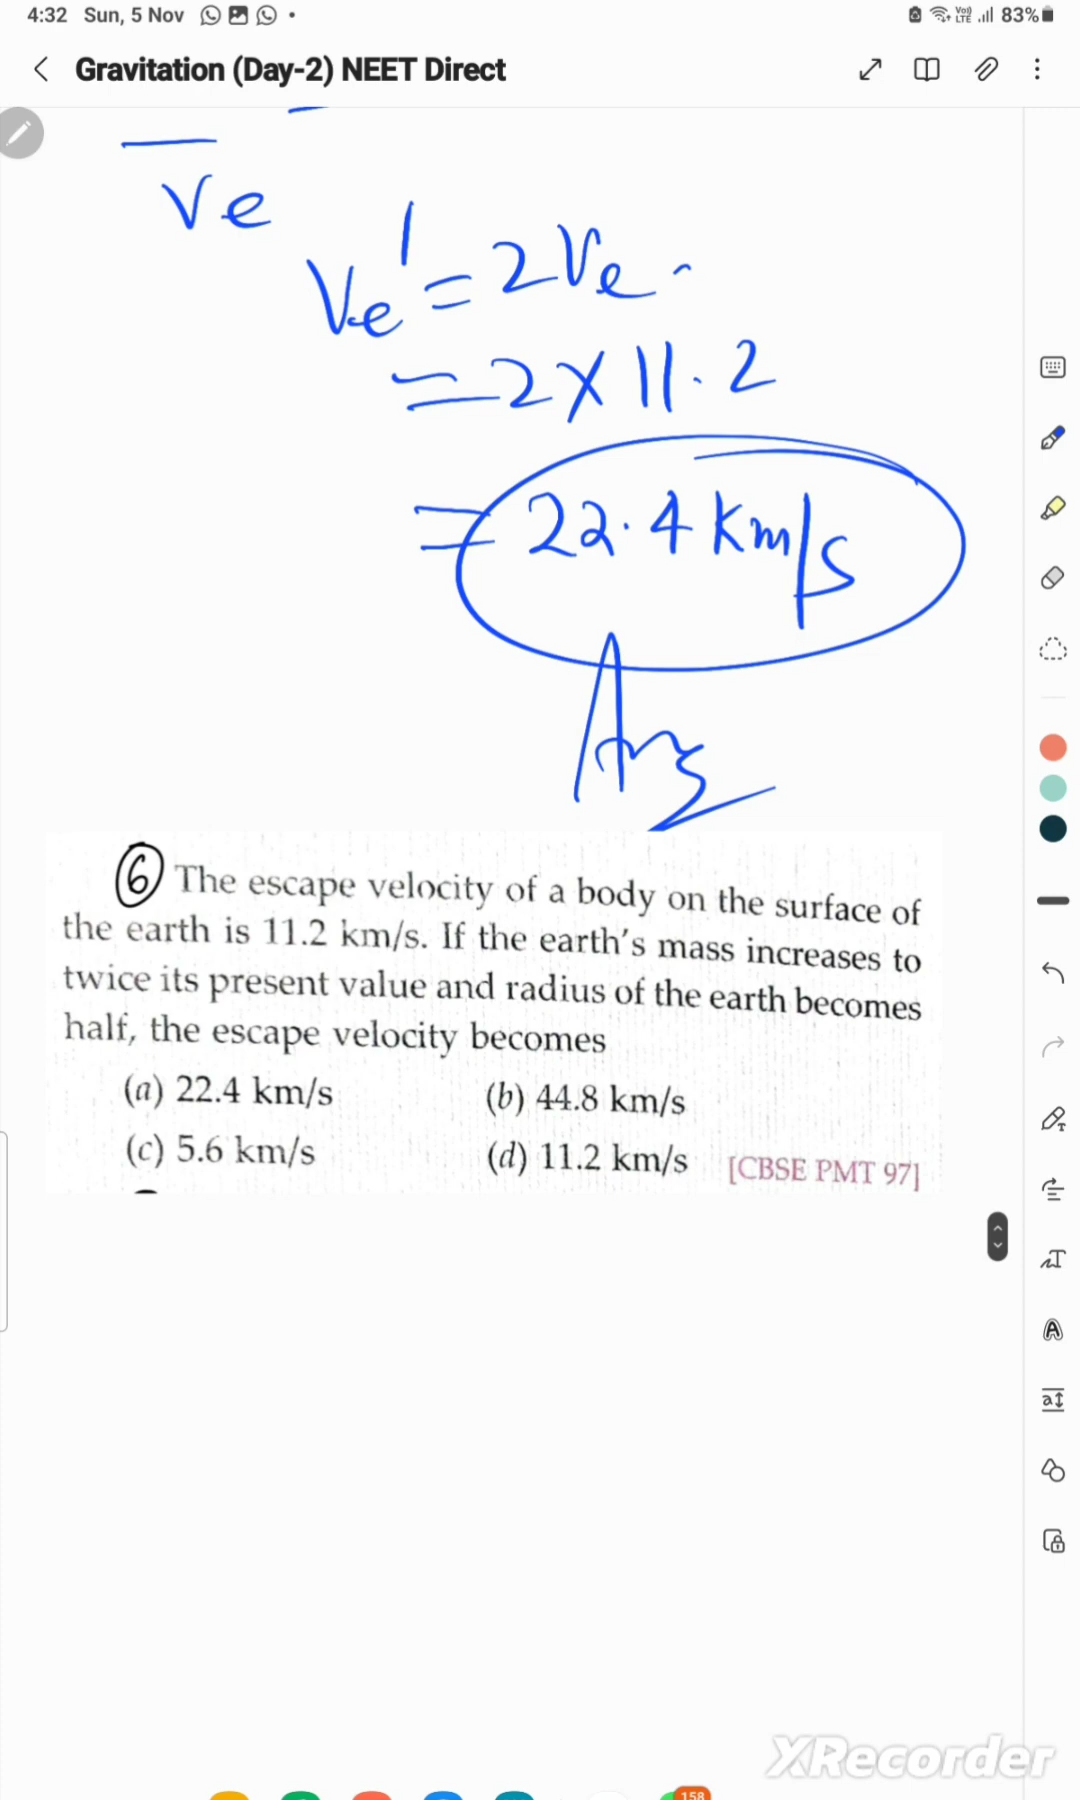 4:32 Sun, 5 Nov 83%
Gravitation (Day-2) NEET Direct
Ve
Ve' = 2Ve
= 2 × 11.2
= 22.4 km/s
Ans
6 The escape velocity of a body on the surface of
the earth is 11.2 km/s. If the earth's mass increases to
twice its present value and radius of the earth becomes
half, the escape velocity becomes
(a) 22.4 km/s (b) 44.8 km/s
(c) 5.6 km/s (d) 11.2 km/s [CBSE PMT 97]
XRecorder
158